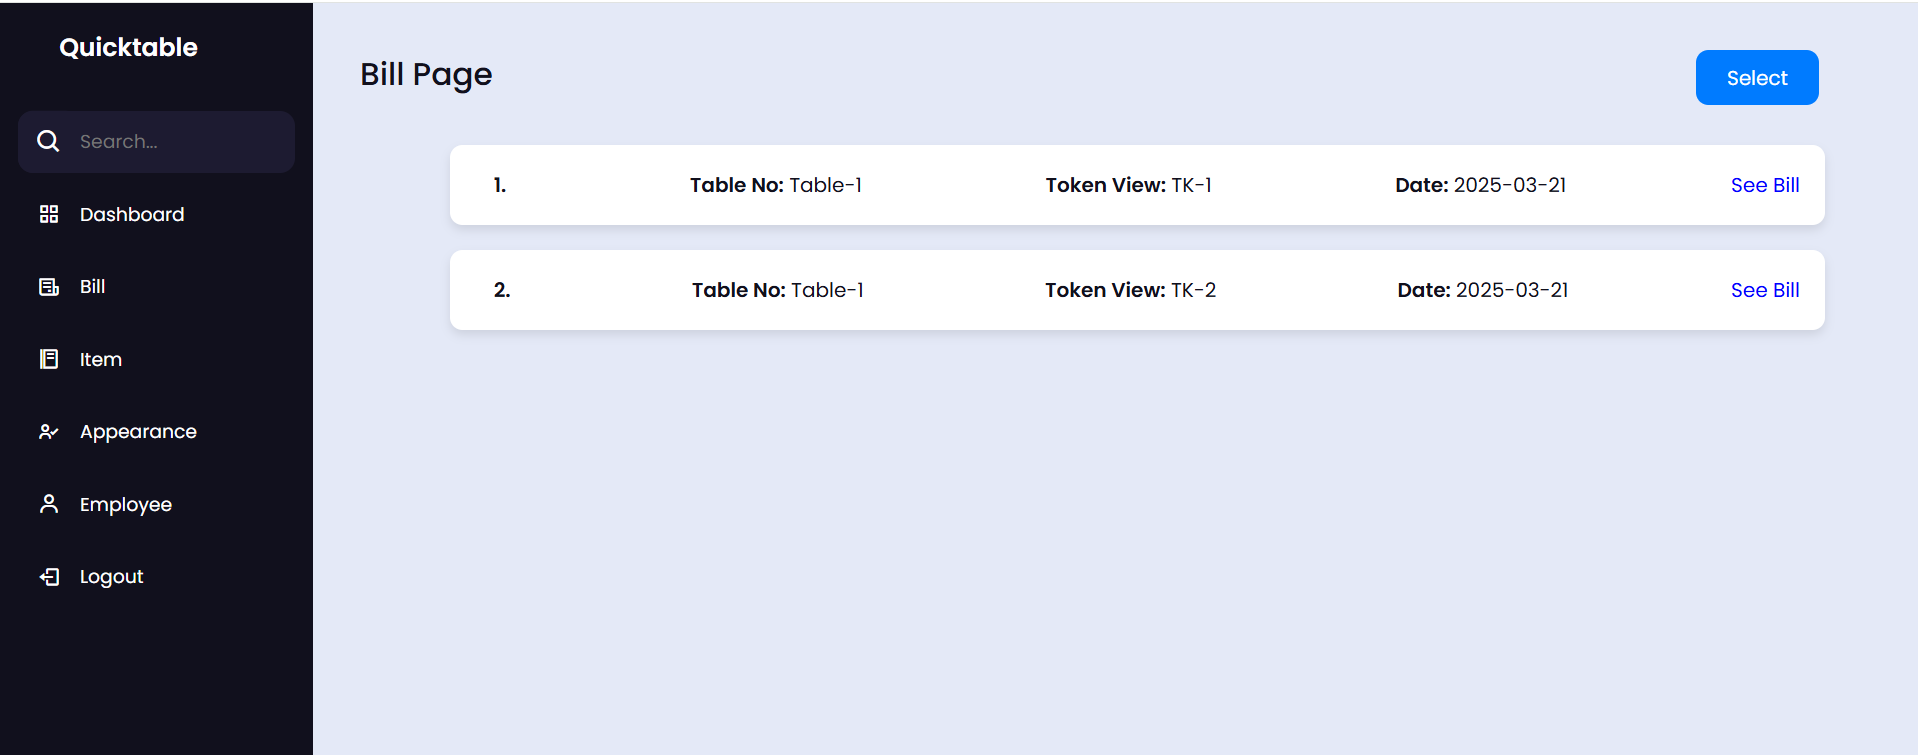 Quicktable
Search...
Dashboard
Bill
Item
Appearance
Employee
Logout
Bill Page
Select
1. Table No: Table-1 Token View: TK-1 Date: 2025-03-21 See Bill
2. Table No: Table-1 Token View: TK-2 Date: 2025-03-21 See Bill